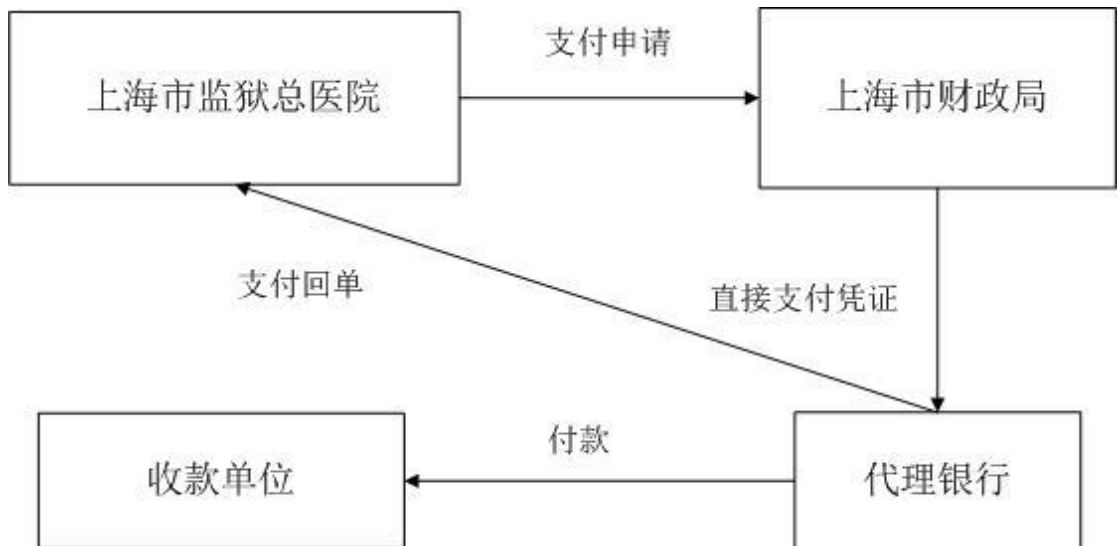 支付申请
上海市监狱总医院
上海市财政局
支付回单
直接支付凭证
付款
收款单位
代理银行